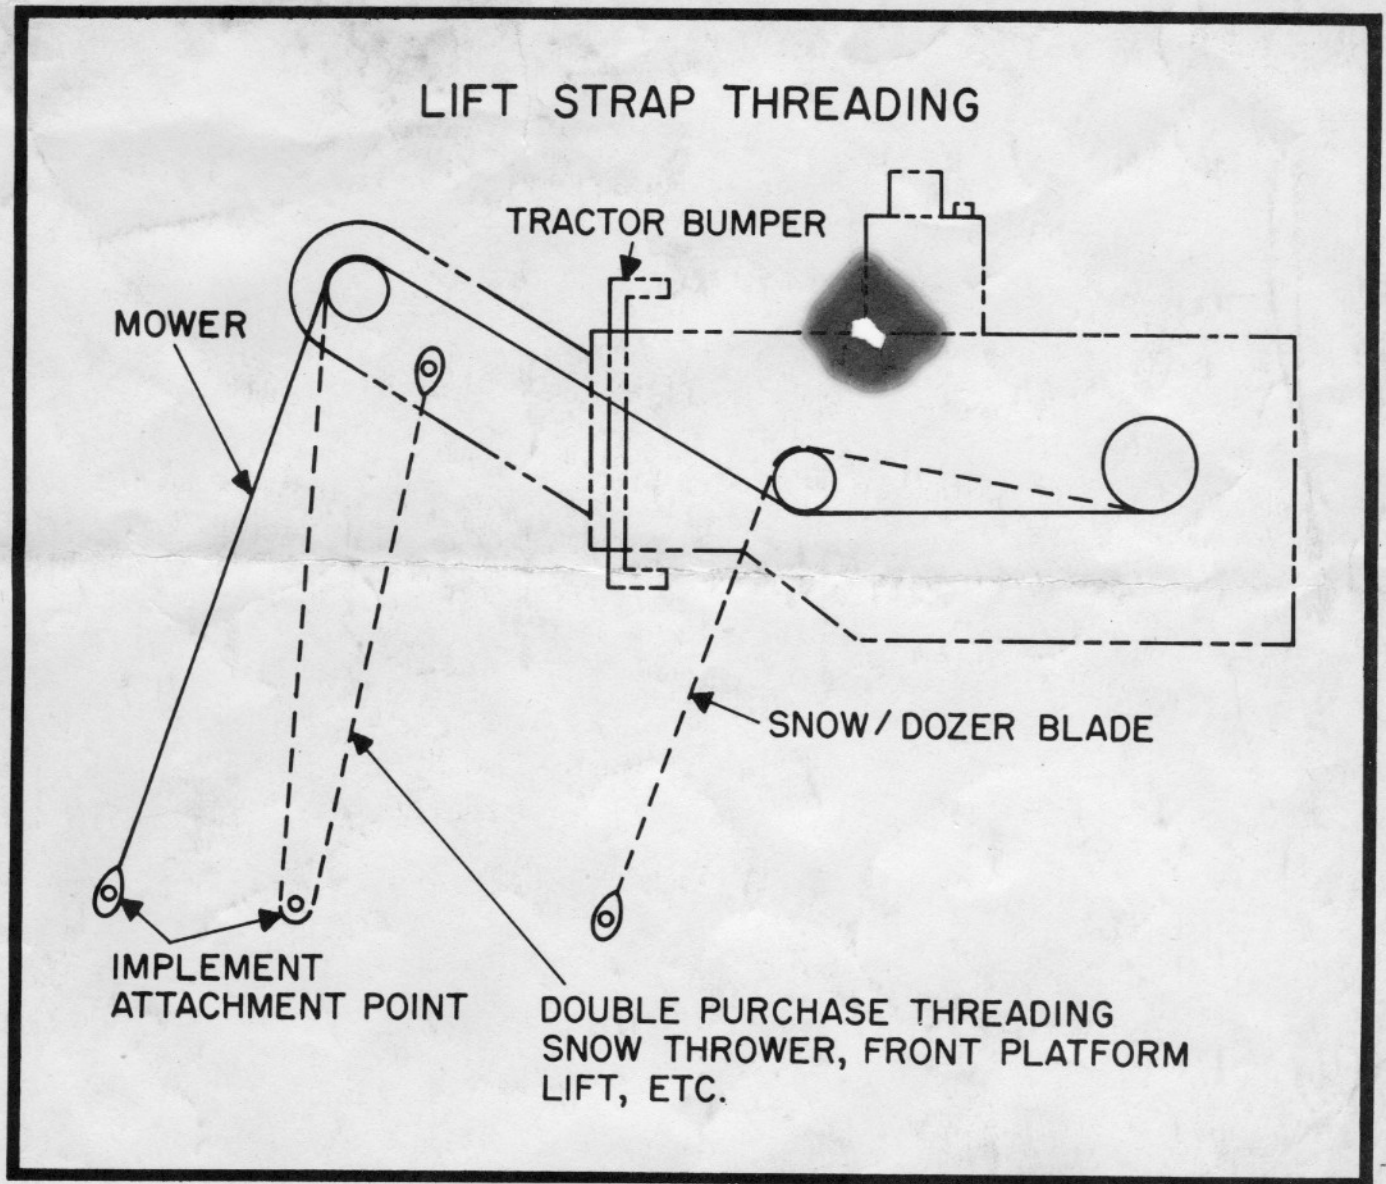 LIFT STRAP THREADING
TRACTOR BUMPER
MOWER
SNOW/DOZER BLADE
IMPLEMENT
ATTACHMENT POINT
DOUBLE PURCHASE THREADING
SNOW THROWER, FRONT PLATFORM
LIFT, ETC.